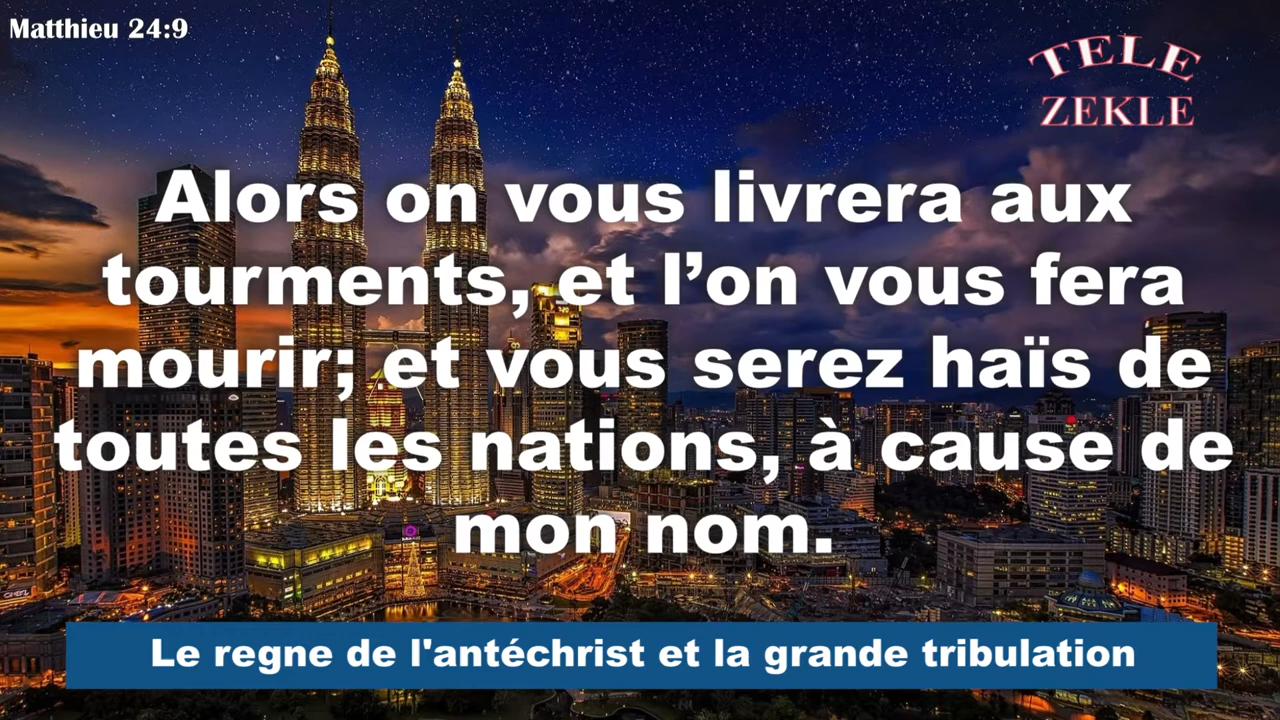 Matthieu 24:9
TELE
ZEKLE
Alors on vous livrera aux
tourments, et l’on vous fera
mourir; et vous serez haïs de
toutes les nations, à cause de
mon nom.
Le regne de l'antéchrist et la grande tribulation